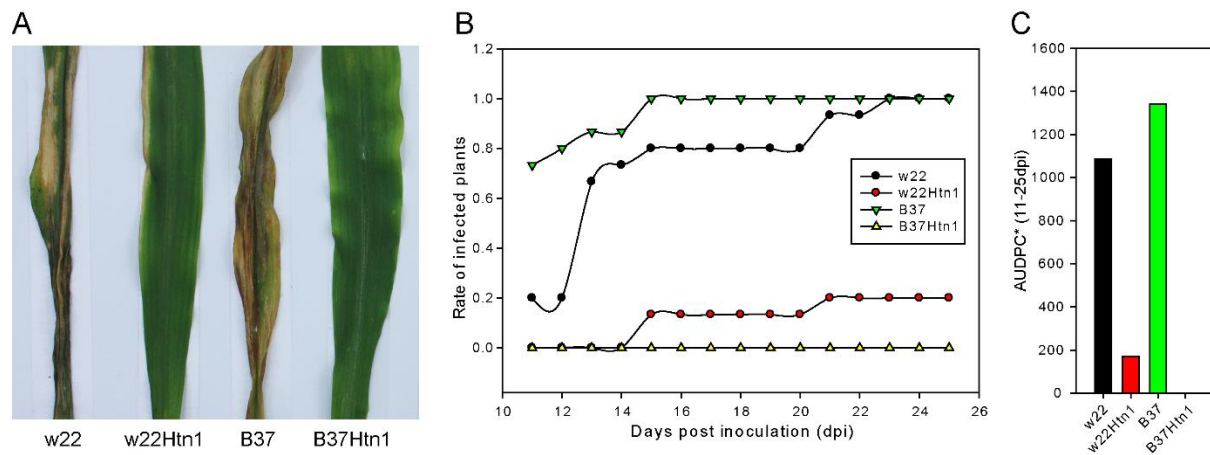 A
w22 w22Htn1 B37 B37Htn1
B
Rate of infected plants
1.2
1.0
0.8
0.6
0.4
0.2
0.0
w22
w22Htn1
B37
B37Htn1
10 12 14 16 18 20 22 24 26
Days post inoculation (dpi)
C
AUDPC* (11-25dpi)
1600
1400
1200
1000
800
600
400
200
0
w22
w22Htn1
B37
B37Htn1